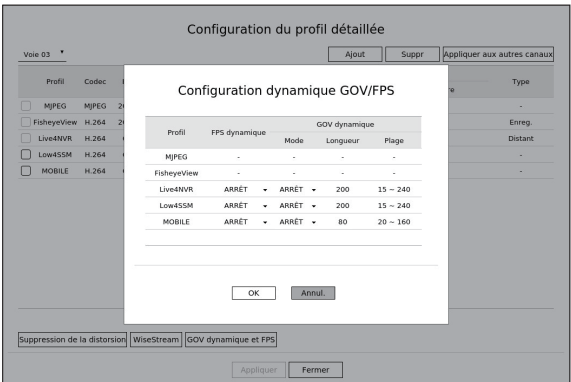 Configuration du profil détaillée
Voie 03
Ajout Suppr Appliquer aux autres canaux
Profil Codec Type
MJPEG MJPEG 20 -
FisheyeView H.264 20 Enreg.
Live4NVR H.264 Distant
Low4SSM H.264 -
MOBILE H.264 -
Configuration dynamique GOV/FPS
Profil FPS dynamique GOV dynamique
Mode Longueur Plage
MJPEG - - - -
FisheyeView - - - -
Live4NVR ARRÊT ARRÊT 200 15 ~ 240
Low4SSM ARRÊT ARRÊT 200 15 ~ 240
MOBILE ARRÊT ARRÊT 80 20 ~ 160
OK Annul.
Suppression de la distorsion WiseStream GOV dynamique et FPS
Appliquer Fermer